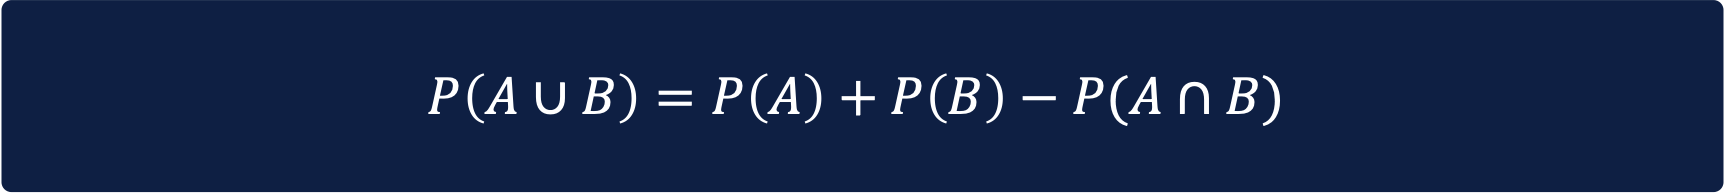 P(A ∪ B) = P(A) + P(B) − P(A ∩ B)